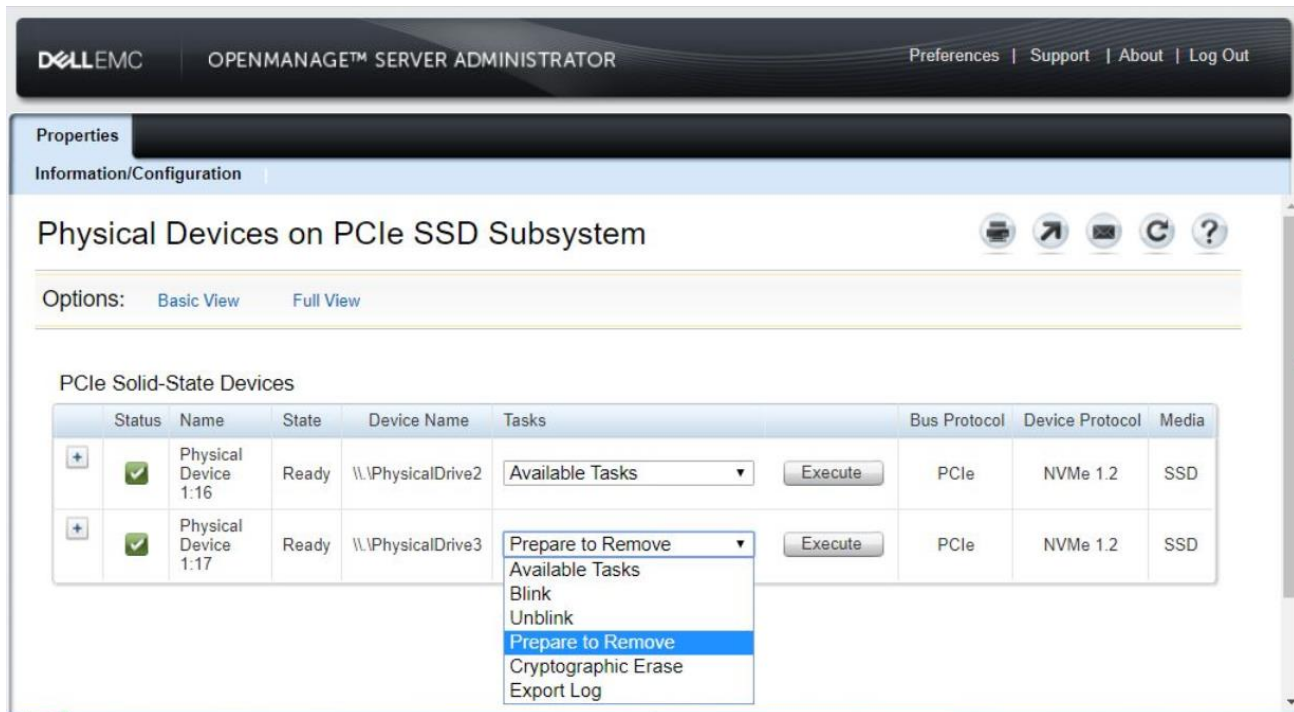 DELLEMC OPENMANAGE™ SERVER ADMINISTRATOR Preferences | Support | About | Log Out
Properties
Information/Configuration
Physical Devices on PCIe SSD Subsystem
Options: Basic View Full View
PCIe Solid-State Devices
Status Name State Device Name Tasks Bus Protocol Device Protocol Media
Physical Device 1:16 Ready \\.\PhysicalDrive2 Available Tasks Execute PCIe NVMe 1.2 SSD
Physical Device 1:17 Ready \\.\PhysicalDrive3 Prepare to Remove Execute PCIe NVMe 1.2 SSD
Available Tasks
Blink
Unblink
Prepare to Remove
Cryptographic Erase
Export Log